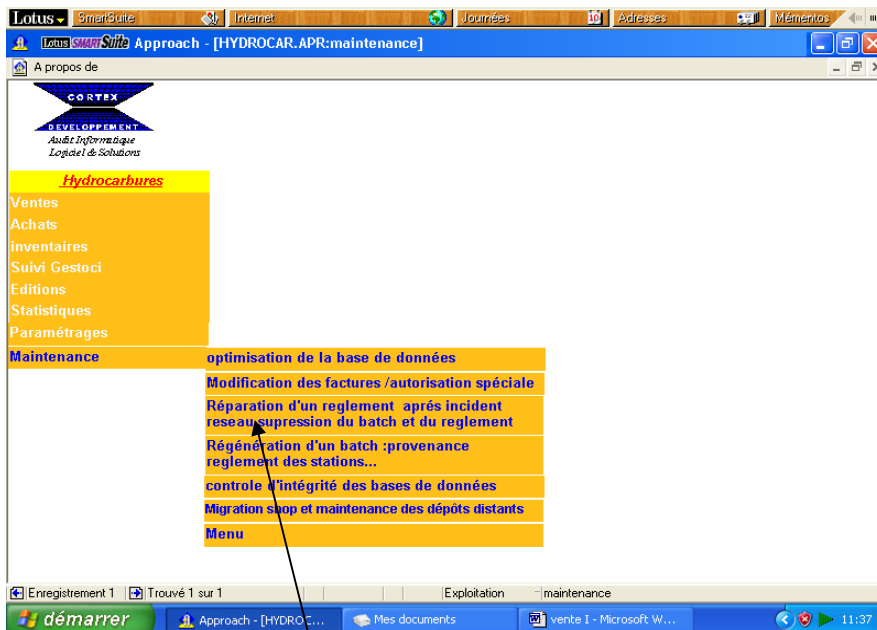 Lotus SmartSuite Internet Journées 10 Adresses Mémentos
Lotus SMARTSuite Approach - [HYDROCAR.APR:maintenance]
A propos de
CORTEX
DEVELOPPEMENT
Audit Informatique
Logiciel & Solutions
Hydrocarbures
Ventes
Achats
inventaires
Suivi Gestoci
Editions
Statistiques
Paramétrages
Maintenance
optimisation de la base de données
Modification des factures /autorisation spéciale
Réparation d'un reglement aprés incident
reseau supression du batch et du reglement
Régénération d'un batch :provenance
reglement des stations...
controle d'intégrité des bases de données
Migration shop et maintenance des dépôts distants
Menu
Enregistrement 1 Trouvé 1 sur 1 Exploitation maintenance
démarrer Approach - [HYDROC... Mes documents vente I - Microsoft W... 11:37